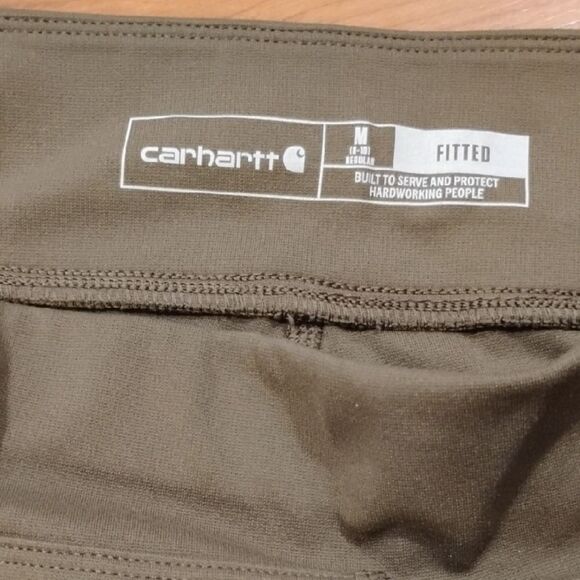 carhartt
M
(8-10)
REGULAR
FITTED
BUILT TO SERVE AND PROTECT
HARDWORKING PEOPLE